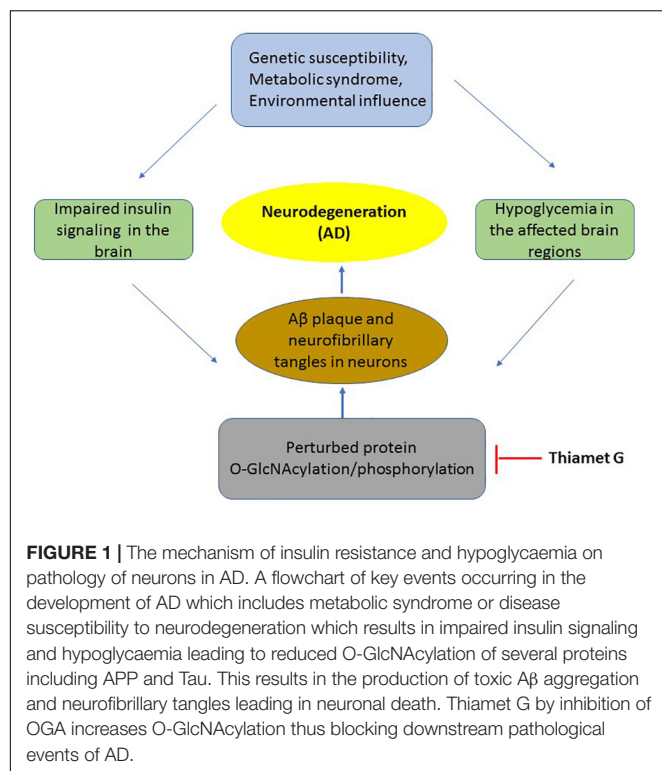 Genetic susceptibility,
Metabolic syndrome,
Environmental influence
Impaired insulin
signaling in the
brain
Neurodegeneration
(AD)
Hypoglycemia in
the affected brain
regions
Aβ plaque and
neurofibrillary
tangles in neurons
Perturbed protein
O-GlcNAcylation/phosphorylation
Thiamet G
FIGURE 1 | The mechanism of insulin resistance and hypoglycaemia on
pathology of neurons in AD. A flowchart of key events occurring in the
development of AD which includes metabolic syndrome or disease
susceptibility to neurodegeneration which results in impaired insulin signaling
and hypoglycaemia leading to reduced O-GlcNAcylation of several proteins
including APP and Tau. This results in the production of toxic Aβ aggregation
and neurofibrillary tangles leading in neuronal death. Thiamet G by inhibition of
OGA increases O-GlcNAcylation thus blocking downstream pathological
events of AD.